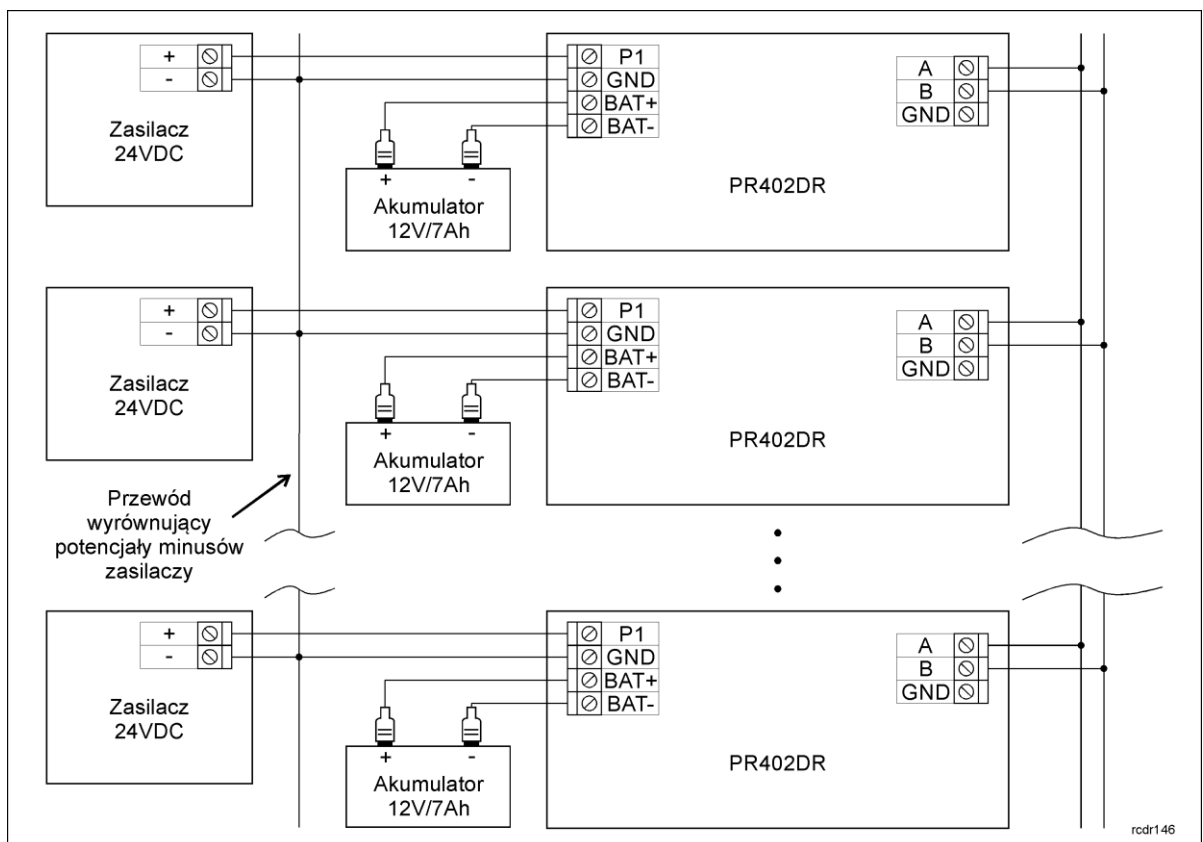 +
-
Zasilacz
24VDC
P1
GND
BAT+
BAT-
+ -
Akumulator
12V/7Ah
PR402DR
A
B
GND
+
-
Zasilacz
24VDC
P1
GND
BAT+
BAT-
+ -
Akumulator
12V/7Ah
PR402DR
A
B
GND
Przewód
wyrównujący
potencjały minusów
zasilaczy
+
-
Zasilacz
24VDC
P1
GND
BAT+
BAT-
+ -
Akumulator
12V/7Ah
PR402DR
A
B
GND
rcdr146